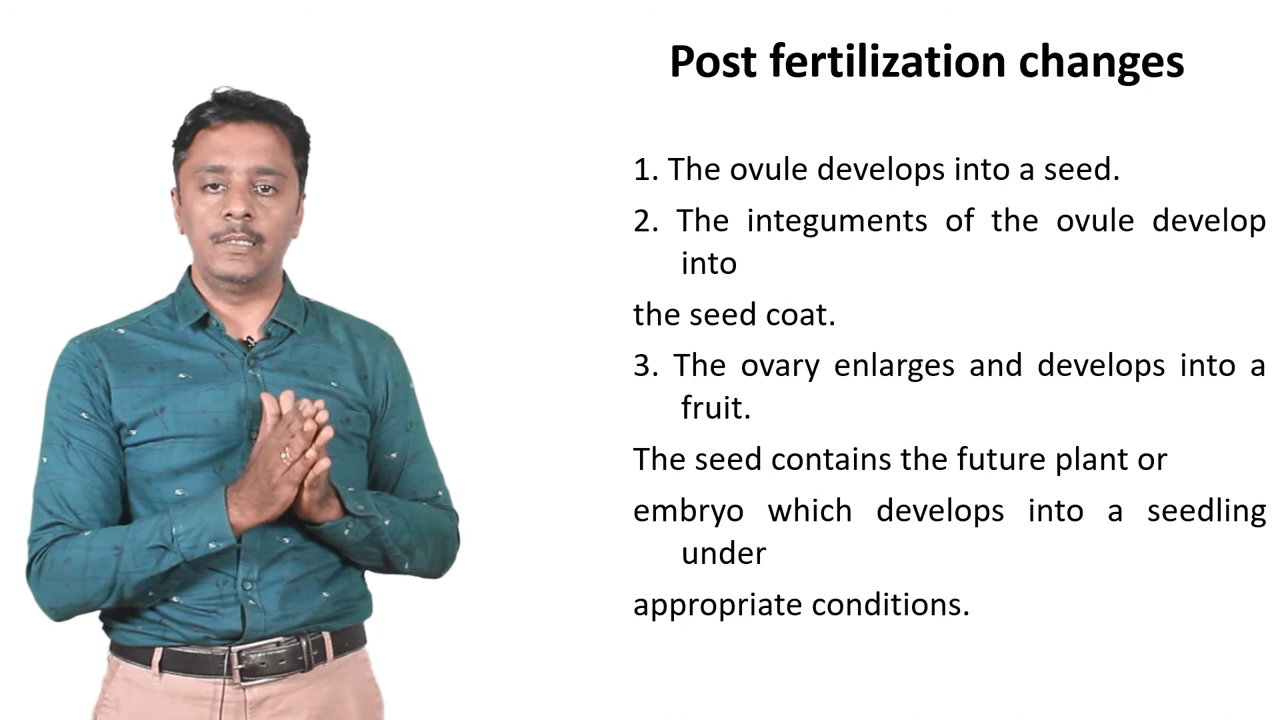 Post fertilization changes
1. The ovule develops into a seed.
2. The integuments of the ovule develop
into
the seed coat.
3. The ovary enlarges and develops into a
fruit.
The seed contains the future plant or
embryo which develops into a seedling
under
appropriate conditions.